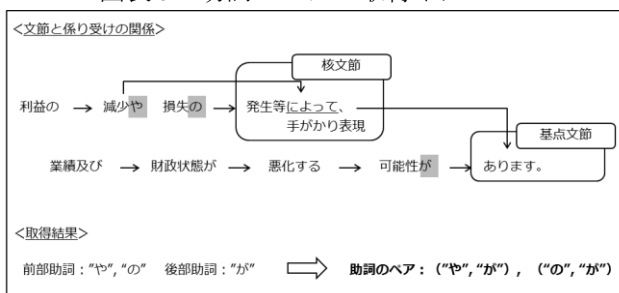 <文節と係り受けの関係>
核文節
利益の → 減少や 損失の → 発生等によって、
手がかり表現
基点文節
業績及び → 財政状態が → 悪化する → 可能性が → あります。
<取得結果>
前部助詞:”や”, “の” 後部助詞:”が” 助詞のペア: (”や”, “が”) , (“の”, “が”)